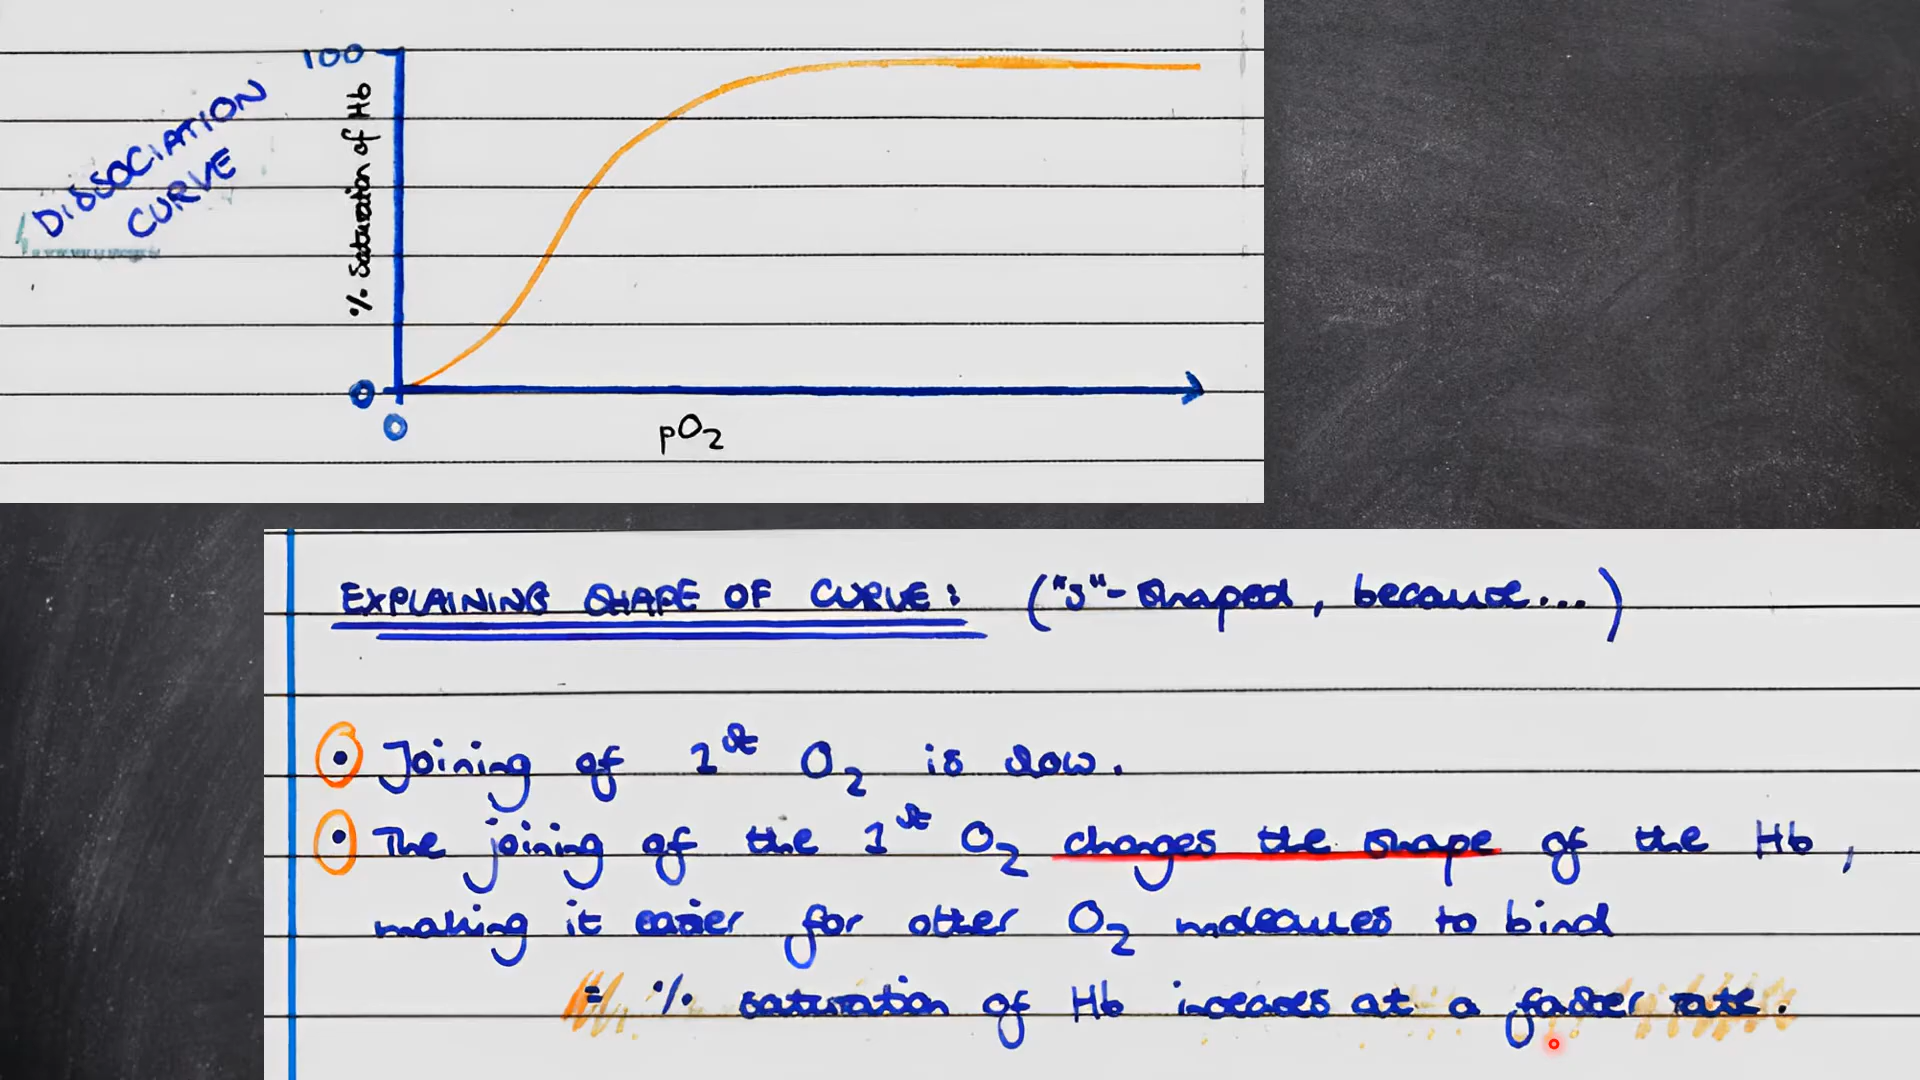 100
% Saturation of Hb
DISSOCIATION
CURVE
0
0
pO2
EXPLAINING SHAPE OF CURVE: ("s"-shaped, because...)
• Joining of 1st O2 is slow.
• The joining of the 1st O2 changes the shape of the Hb,
making it easier for other O2 molecules to bind
= % saturation of Hb increases at a faster rate.